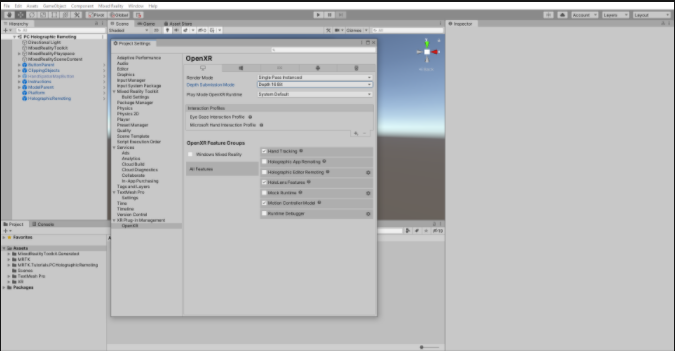 File Edit Assets GameObject Component Mixed Reality Window Help
Pivot Global
Account Layers Layout
Hierarchy
Scene Game Asset Store
Inspector
All
Shaded 2D
Gizmos All
PC Holographic Remoting
Directional Light
MixedRealityToolkit
MixedRealityPlayspace
MixedRealitySceneContent
ButtonParent
ClippingObjects
Instructions
ModelParent
Platform
HolographicRemoting
Project Settings
Adaptive Performance
Audio
Editor
Graphics
Input Manager
Input System Package
Mixed Reality Toolkit
Build Settings
Package Manager
Physics
Physics 2D
Player
Preset Manager
Quality
Scene Template
Script Execution Order
Services
Ads
Analytics
Cloud Build
Cloud Diagnostics
Collaborate
In-App Purchasing
Tags and Layers
TextMesh Pro
Settings
Time
Timeline
Version Control
XR Plug-in Management
OpenXR
OpenXR
Render Mode Single Pass Instanced
Depth Submission Mode Depth 16 Bit
Play Mode OpenXR Runtime System Default
Interaction Profiles
Eye Gaze Interaction Profile
Microsoft Hand Interaction Profile
OpenXR Feature Groups
Windows Mixed Reality
All Features
Hand Tracking
Holographic App Remoting
Holographic Editor Remoting
HoloLens Features
Mock Runtime
Motion Controller Model
Runtime Debugger
Project Console
Favorites
Assets
MixedRealityToolkit.Generated
MRTK
MRTK.Tutorials.PCHolographicRemoting
Scenes
TextMesh Pro
XR
Packages